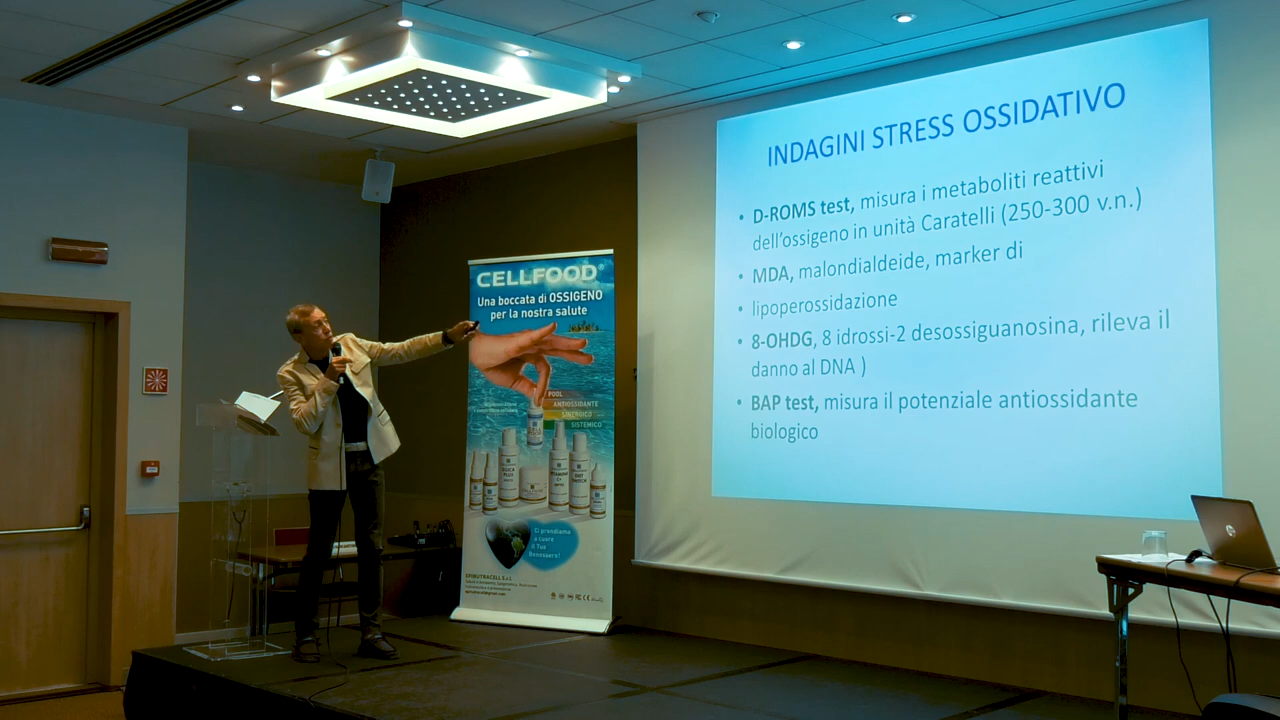 INDAGINI STRESS OSSIDATIVO
• D-ROMS test, misura i metaboliti reattivi
dell'ossigeno in unità Caratelli (250-300 v.n.)
• MDA, malondialdeide, marker di
• lipoperossidazione
• 8-OHDG, 8 idrossi-2 desossiguanosina, rileva il
danno al DNA )
• BAP test, misura il potenziale antiossidante
biologico
CELLFOOD®
Una boccata di OSSIGENO
per la nostra salute
POOL
ANTIOSSIDANTE
SINERGICO
SISTEMICO
Ci prendiamo
a cuore
il Tuo
Benessere!